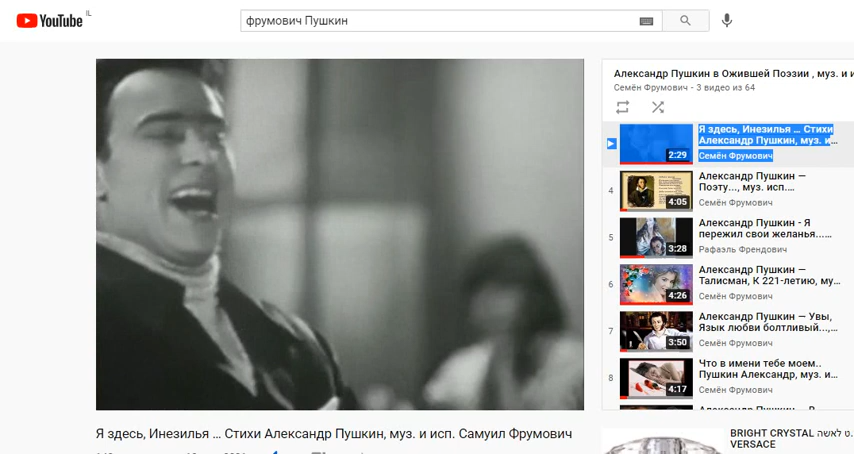 YouTube IL
фрумович Пушкин
Александр Пушкин в Ожившей Поэзии , муз. и и
Семён Фрумович - 3 видео из 64
Я здесь, Инезилья ... Стихи
Александр Пушкин, муз. и...
Семён Фрумович
2:29
4
Александр Пушкин —
Поэту..., муз. исп....
Семён Фрумович
4:05
5
Александр Пушкин - Я
пережил свои желанья......
Рафаэль Френдович
3:28
6
Александр Пушкин —
Талисман, К 221-летию, му...
Семён Фрумович
4:26
7
Александр Пушкин — Увы,
Язык любви болтливый...,...
Семён Фрумович
3:50
8
Что в имени тебе моем..
Пушкин Александр, муз. и...
Семён Фрумович
4:17
Я здесь, Инезилья ... Стихи Александр Пушкин, муз. и исп. Самуил Фрумович
BRIGHT CRYSTAL א.ט לאשה
VERSACE